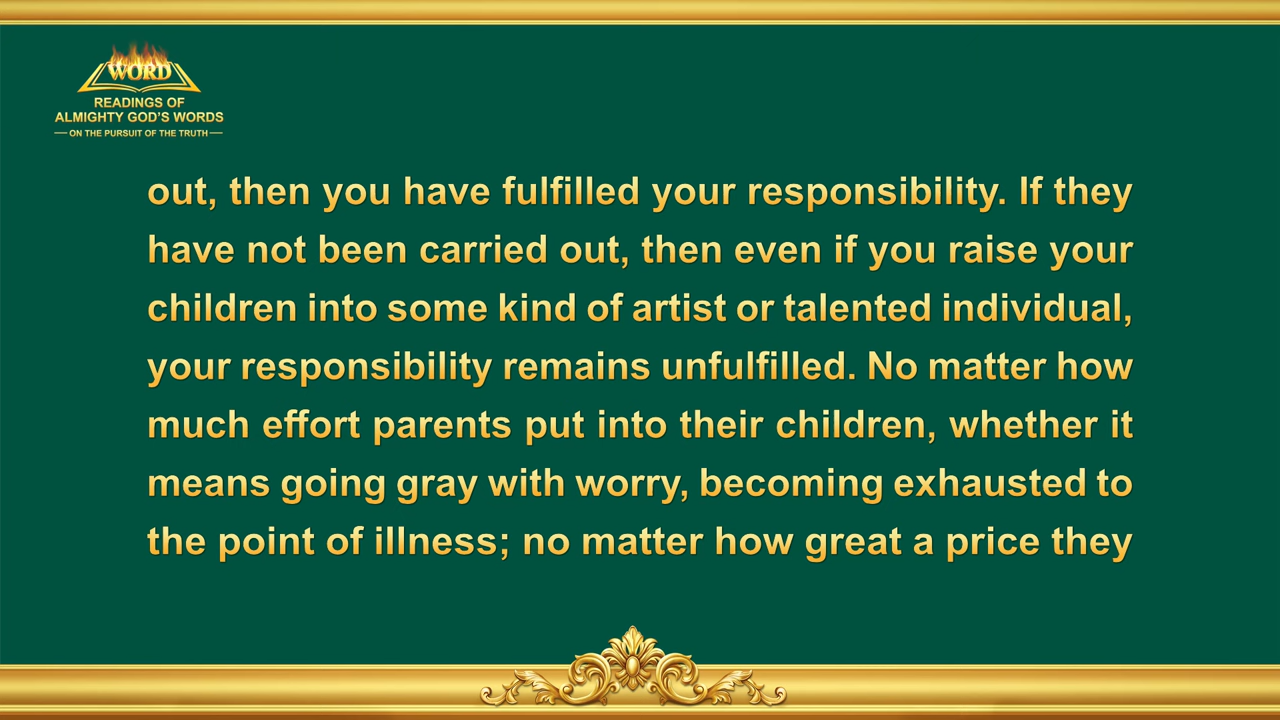 WORD
READINGS OF
ALMIGHTY GOD'S WORDS
ON THE PURSUIT OF THE TRUTH
out, then you have fulfilled your responsibility. If they
have not been carried out, then even if you raise your
children into some kind of artist or talented individual,
your responsibility remains unfulfilled. No matter how
much effort parents put into their children, whether it
means going gray with worry, becoming exhausted to
the point of illness; no matter how great a price they